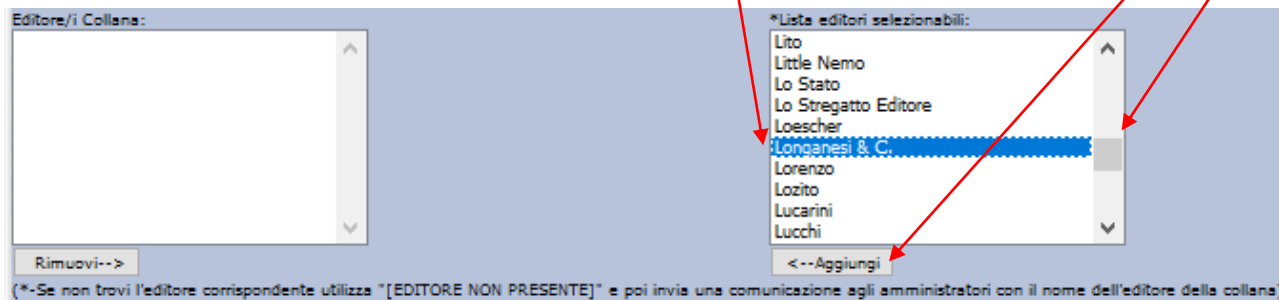 Editore/i Collana:
*Lista editori selezionabili:
Lito
Little Nemo
Lo Stato
Lo Stregatto Editore
Loescher
Longanesi & C.
Lorenzo
Lozito
Lucarini
Lucchi
Rimuovi-->
<--Aggiungi
(*-Se non trovi l'editore corrispondente utilizza "[EDITORE NON PRESENTE]" e poi invia una comunicazione agli amministratori con il nome dell'editore della collana